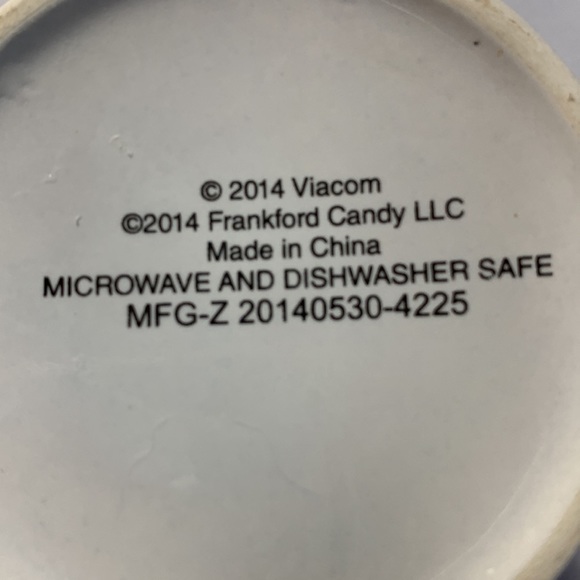 © 2014 Viacom
©2014 Frankford Candy LLC
Made in China
MICROWAVE AND DISHWASHER SAFE
MFG-Z 20140530-4225